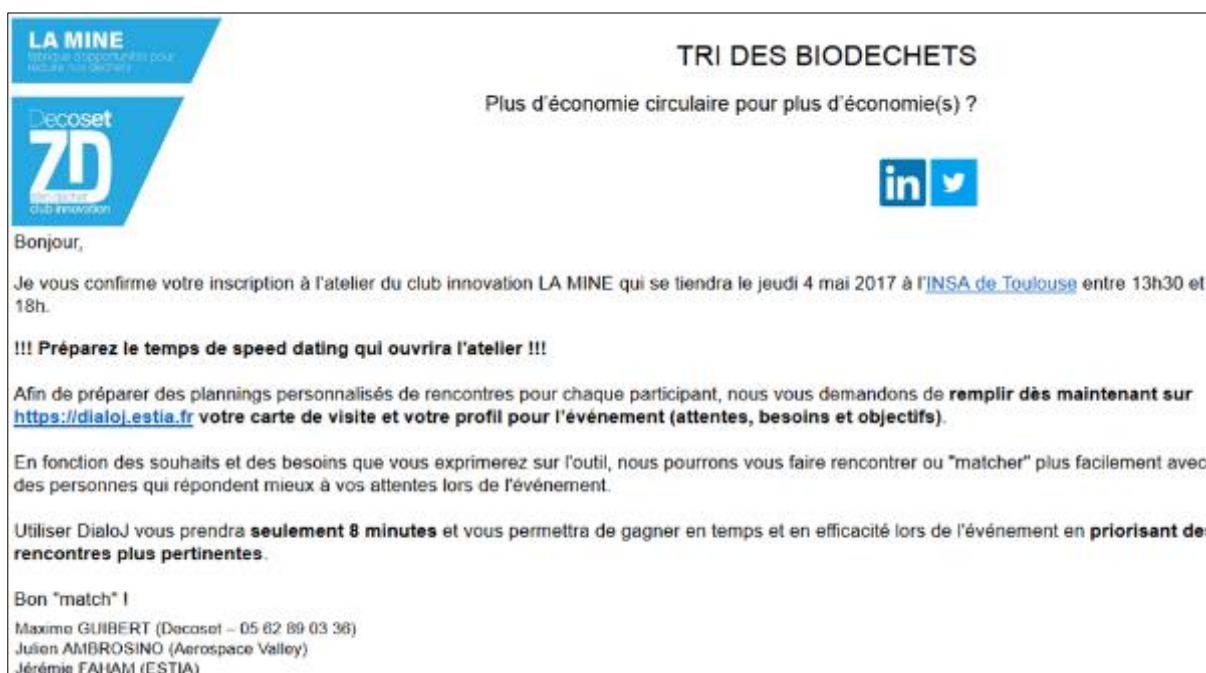 LA MINE
fabrique d'opportunités pour
réduire nos déchets
TRI DES BIODECHETS
Plus d'économie circulaire pour plus d'économie(s) ?
Decoset
ZD
club innovation
in
Bonjour,
Je vous confirme votre inscription à l'atelier du club innovation LA MINE qui se tiendra le jeudi 4 mai 2017 à l'INSA de Toulouse entre 13h30 et
18h.
!!! Préparez le temps de speed dating qui ouvrira l'atelier !!!
Afin de préparer des plannings personnalisés de rencontres pour chaque participant, nous vous demandons de remplir dès maintenant sur
https://dialoj.estia.fr votre carte de visite et votre profil pour l'événement (attentes, besoins et objectifs).
En fonction des souhaits et des besoins que vous exprimerez sur l'outil, nous pourrons vous faire rencontrer ou "matcher" plus facilement avec
des personnes qui répondent mieux à vos attentes lors de l'événement.
Utiliser DialoJ vous prendra seulement 8 minutes et vous permettra de gagner en temps et en efficacité lors de l'événement en priorisant des
rencontres plus pertinentes.
Bon "match" !
Maxime GUIBERT (Decoset – 05 62 89 03 36)
Julien AMBROSINO (Aerospace Valley)
Jérémie FAHAM (ESTIA)